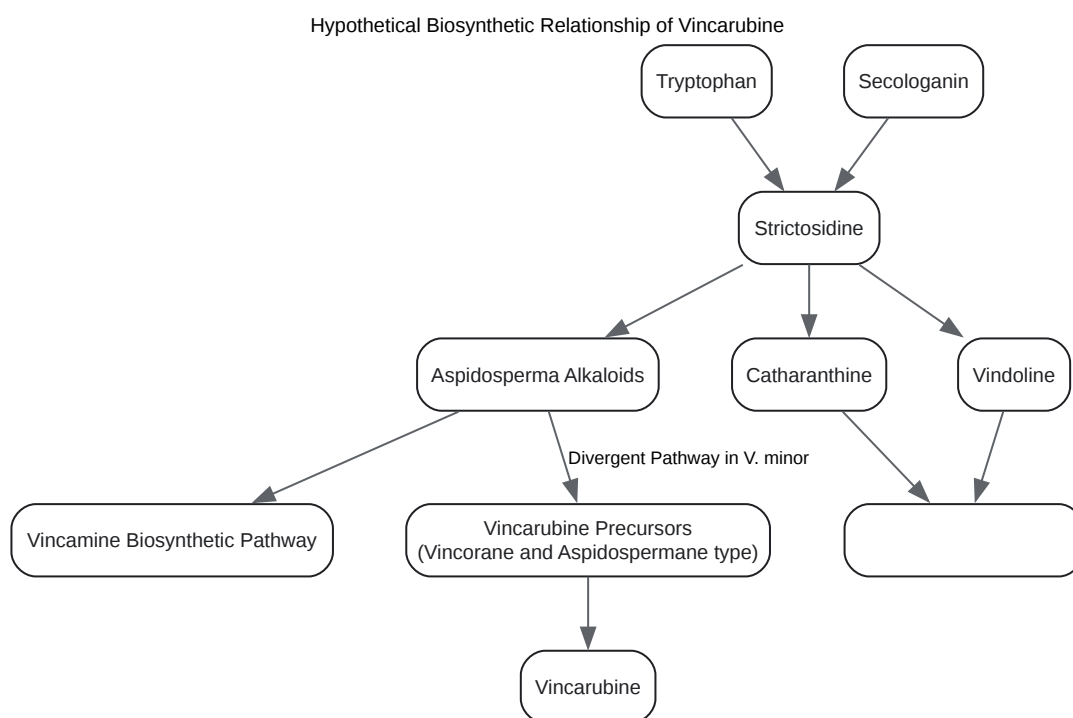 Hypothetical Biosynthetic Relationship of Vincarubine
Tryptophan
Secologanin
Strictosidine
Aspidosperma Alkaloids
Catharanthine
Vindoline
Divergent Pathway in V. minor
Vincamine Biosynthetic Pathway
Vincarubine Precursors
(Vincorane and Aspidospermane type)
Vincarubine